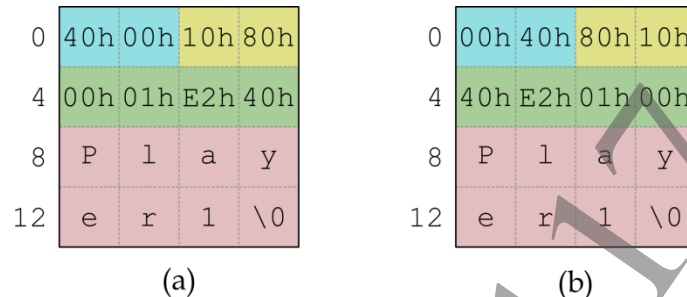 0 40h 00h 10h 80h
4 00h 01h E2h 40h
8 P l a y
12 e r 1 \0
(a)
0 00h 40h 80h 10h
4 40h E2h 01h 00h
8 P l a y
12 e r 1 \0
(b)